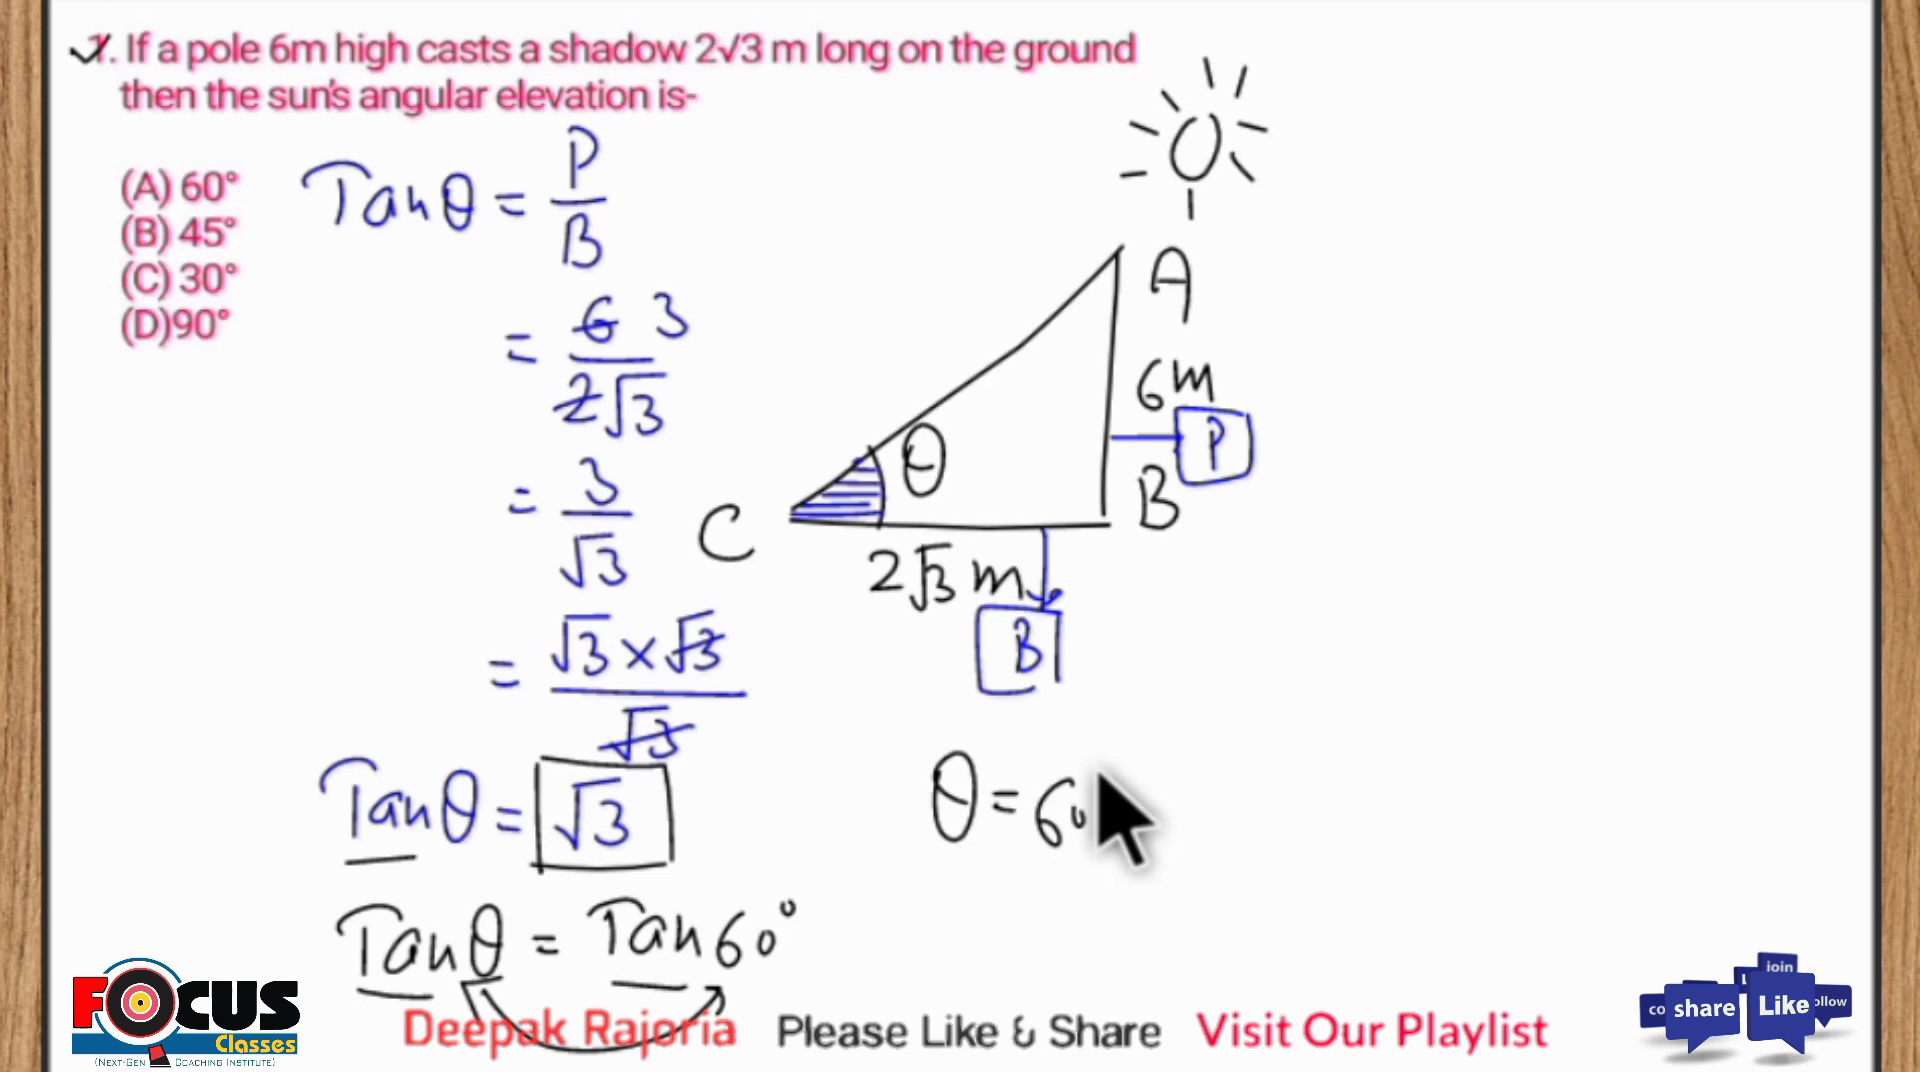 1. If a pole 6m high casts a shadow 2√3 m long on the ground
then the sun's angular elevation is-
(A) 60°
(B) 45°
(C) 30°
(D)90°
Tanθ = P/B
= 6/2√3 3
= 3/√3
= √3×√3/√3
Tanθ = √3
Tanθ = Tan60°
A
6m
P
B
C
θ
2√3 m
B
θ = 60
FOCUS
Classes
(NEXT-GEN COACHING INSTITUTE)
Deepak Rajoria Please Like & Share Visit Our Playlist
join
share
Like